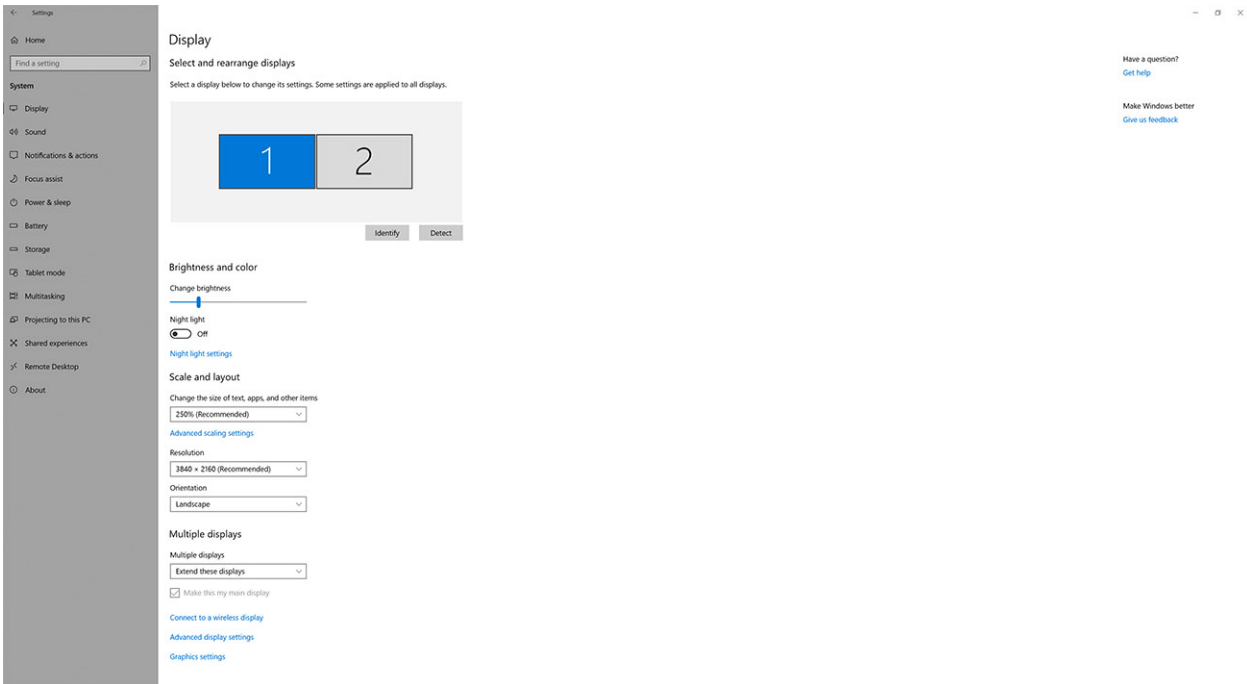 Settings
Home
Find a setting
System
Display
Sound
Notifications & actions
Focus assist
Power & sleep
Battery
Storage
Tablet mode
Multitasking
Projecting to this PC
Shared experiences
Remote Desktop
About
Display
Select and rearrange displays
Select a display below to change its settings. Some settings are applied to all displays.
1 2
Identify Detect
Brightness and color
Change brightness
Night light
Off
Night light settings
Scale and layout
Change the size of text, apps, and other items
250% (Recommended)
Advanced scaling settings
Resolution
3840 × 2160 (Recommended)
Orientation
Landscape
Multiple displays
Multiple displays
Extend these displays
Make this my main display
Connect to a wireless display
Advanced display settings
Graphics settings
Have a question?
Get help
Make Windows better
Give us feedback